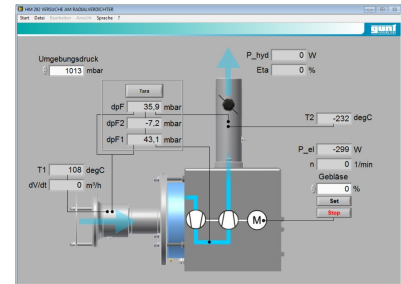 HM 282 VERSUCHE AM RADIALVERDICHTER
Start Datei Bearbeiten Ansicht Sprache ?
gunt
Umgebungsdruck
1013 mbar
P_hyd 0 W
Eta 0 %
Tara
dpF 35,9 mbar
dpF2 -7,2 mbar
dpF1 43,1 mbar
T2 -232 degC
P_el -299 W
n 0 1/min
Gebläse
0 %
Set
Stop
T1 108 degC
dV/dt 0 m³/h
M